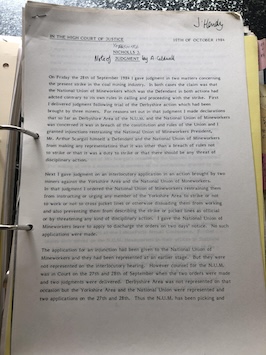 J Hendy
IN THE HIGH COURT OF JUSTICE 10TH OF OCTOBER 1985
NICHOLLS J.
Note of JUDGMENT by
On Friday the 28th of September 1985 I gave judgment in two matters concerning
the present strike in the coal mining industry. In both cases the claim was that
the National Union of Mineworkers which was the Defendant in both actions had
acted contrary to its own rules in calling and proceeding with the strike. First
I delivered judgment following trial of the Derbyshire action which had been
brought by three miners. For reasons set out in that judgment I made declarations
that so far as Derbyshire Area of the N.U.M. and the National Union of Mineworkers
was concerned it was in breach of the constitution and rules of the Union and I
granted injunctions restraining the National Union of Mineworkers President,
Mr. Arthur Scargill himself a Defendant and the National Union of Mineworkers
from making any representations that it was other than a breach of rules not
to strike or that it was a duty to strike or that there should be any threat of
disciplinary action.
Next I gave judgment on an interlocutory application in an action brought by two
miners against the Yorkshire Area and the National Union of Mineworkers.
In that judgment I ordered the National Union of Mineworkers restraining them
from instructing or urging any member of the Yorkshire Area to strike or not
to work or not to cross picket lines or otherwise dissuading them from working
and also preventing them from describing the strike or picket lines as official
or by threatening any kind of disciplinary action. I gave the National Union of
Mineworkers leave to apply to discharge the orders on two days' notice. No such
applications were made.
The application for an injunction had been given to the National Union of
Mineworkers and they had been represented at an earlier stage. But they were
not represented on the interlocutory hearing. However counsel for the N.U.M.
was in Court on the 27th and 28th of September when the two orders were made
and two judgments were delivered. Derbyshire Area was not represented on that
occasion but the Yorkshire Area and the National Union were represented and
two applications on the 27th and 28th. Thus the N.U.M. has been picking and